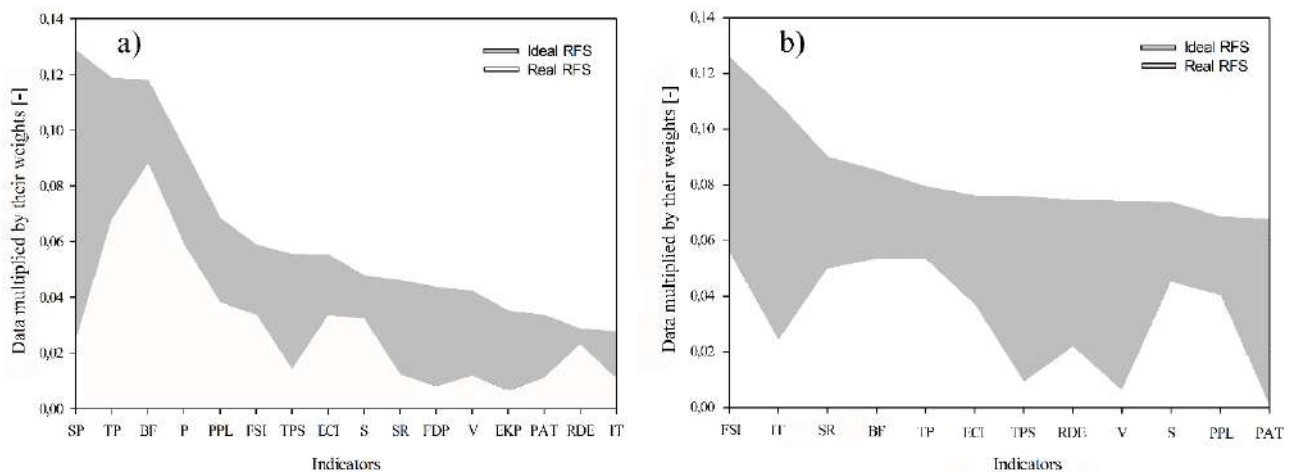 a)
Ideal RFS
Real RFS
Data multiplied by their weights [-]
0,14
0,12
0,10
0,08
0,06
0,04
0,02
0,00
SP TP BF P PPL FSI TPS ECI S SR FDP V EKP PAT RDE IT
Indicators
b)
Ideal RFS
Real RFS
Data multiplied by their weights [-]
0,14
0,12
0,10
0,08
0,06
0,04
0,02
0,00
FSI IT SR BF TP ECI TPS RDE V S PPL PAT
Indicators